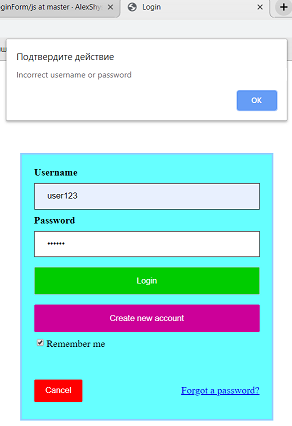 ginForm/js at master · AlexShy
Login
Подтвердите действие
Incorrect username or password
OK
Username
user123
Password
••••••
Login
Create new account
Remember me
Cancel
Forgot a password?